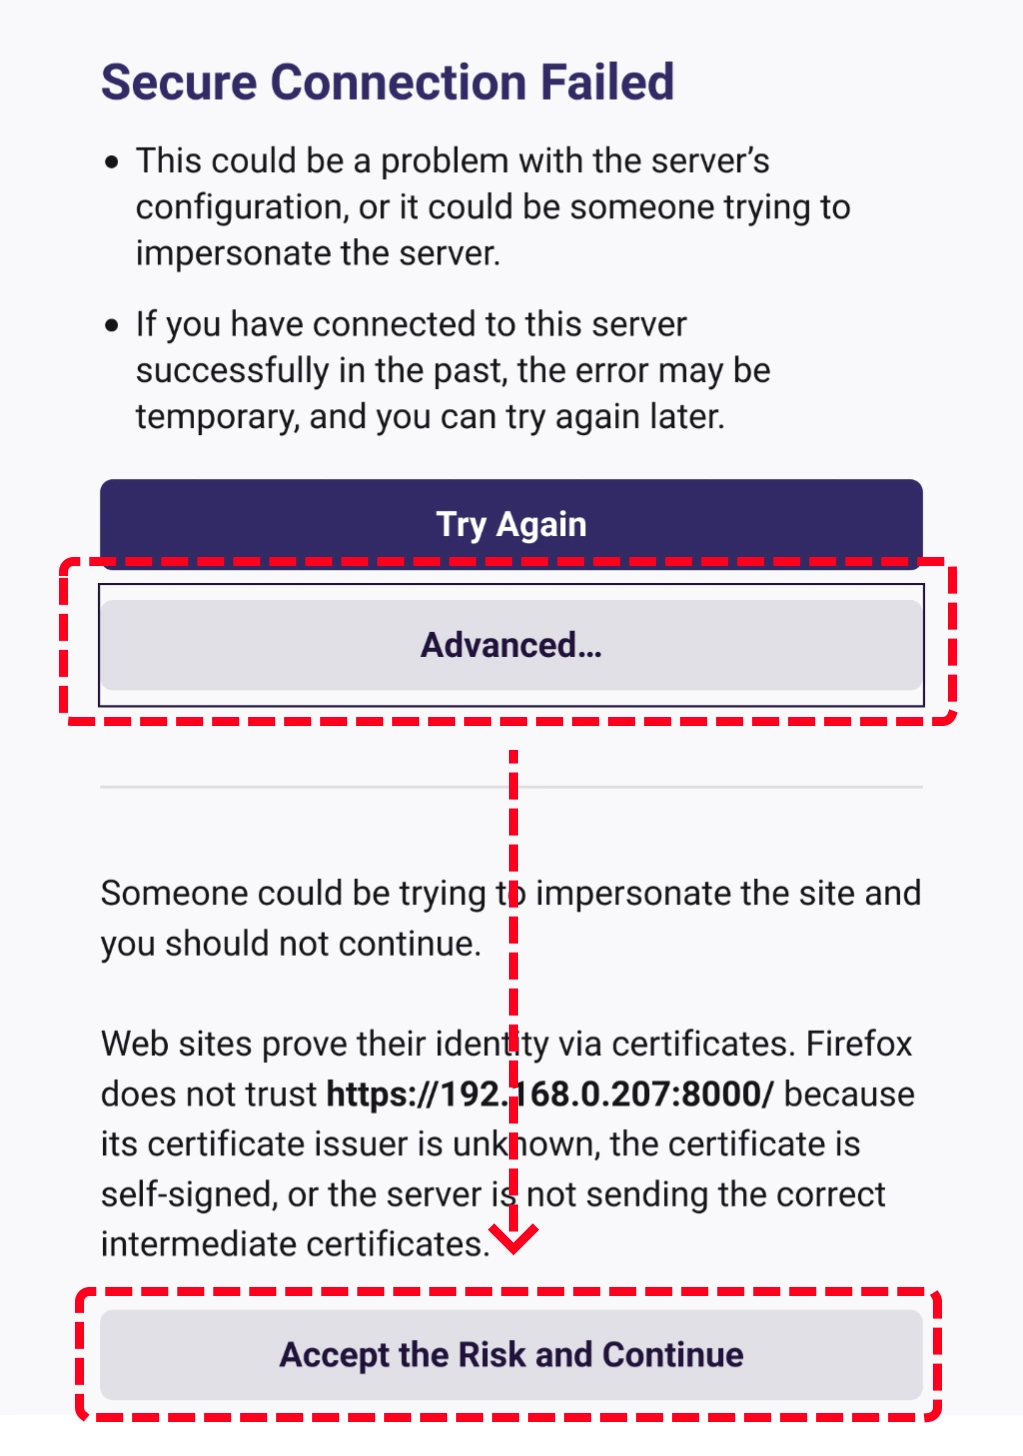 Secure Connection Failed
• This could be a problem with the server’s
configuration, or it could be someone trying to
impersonate the server.
• If you have connected to this server
successfully in the past, the error may be
temporary, and you can try again later.
Try Again
Advanced…
Someone could be trying to impersonate the site and
you should not continue.
Web sites prove their identity via certificates. Firefox
does not trust https://192.168.0.207:8000/ because
its certificate issuer is unknown, the certificate is
self-signed, or the server is not sending the correct
intermediate certificates.
Accept the Risk and Continue